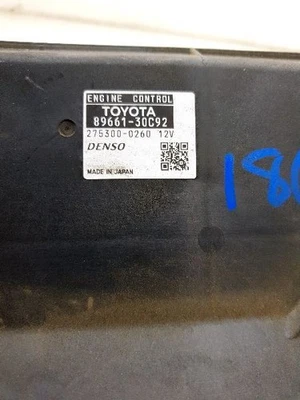 ENGINE CONTROL
TOYOTA
89661-30C92
275300-0260 12V
DENSO
MADE IN JAPAN